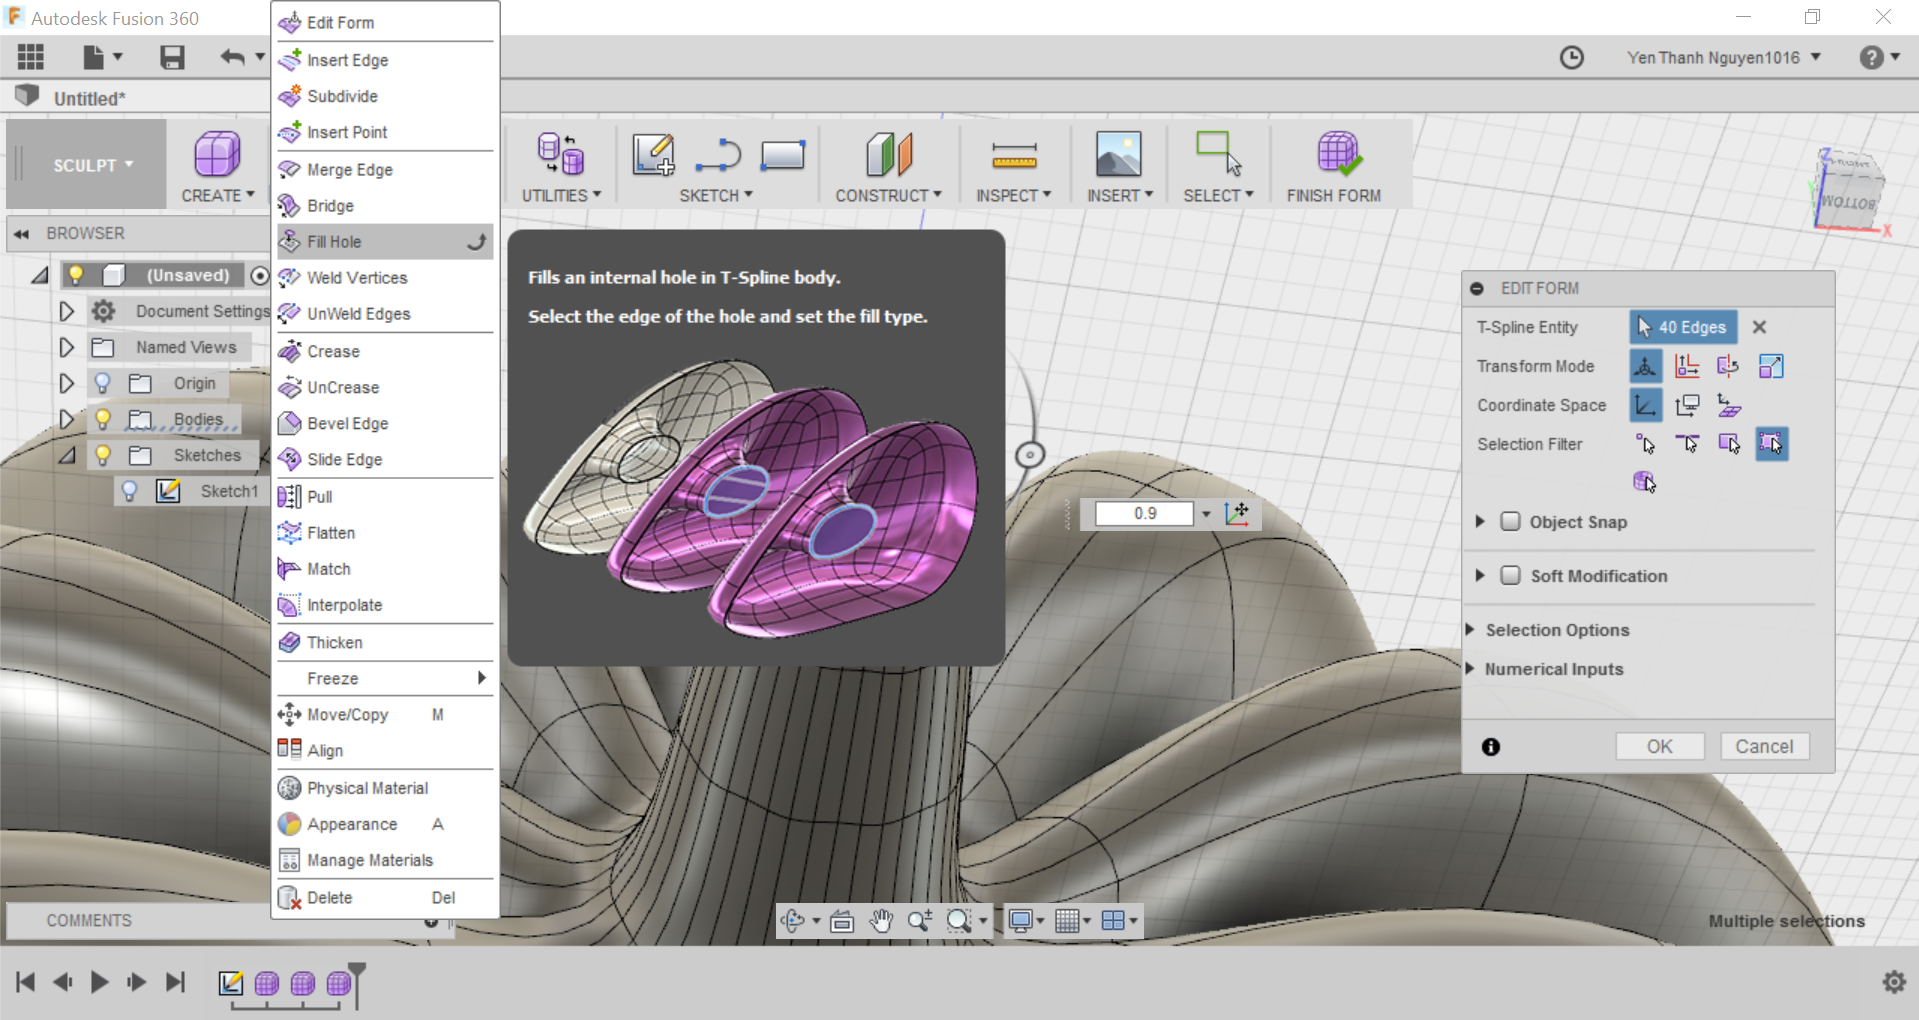 Autodesk Fusion 360
Yen Thanh Nguyen1016
Untitled*
SCULPT
CREATE
UTILITIES
SKETCH
CONSTRUCT
INSPECT
INSERT
SELECT
FINISH FORM
BROWSER
(Unsaved)
Document Settings
Named Views
Origin
Bodies
Sketches
Sketch1
Edit Form
Insert Edge
Subdivide
Insert Point
Merge Edge
Bridge
Fill Hole
Weld Vertices
UnWeld Edges
Crease
UnCrease
Bevel Edge
Slide Edge
Pull
Flatten
Match
Interpolate
Thicken
Freeze
Move/Copy M
Align
Physical Material
Appearance A
Manage Materials
Delete Del
Fills an internal hole in T-Spline body.
Select the edge of the hole and set the fill type.
0.9
Z
FRONT
BOTTOM
Y
X
EDIT FORM
T-Spline Entity 40 Edges
Transform Mode
Coordinate Space
Selection Filter
Object Snap
Soft Modification
Selection Options
Numerical Inputs
OK Cancel
COMMENTS
Multiple selections